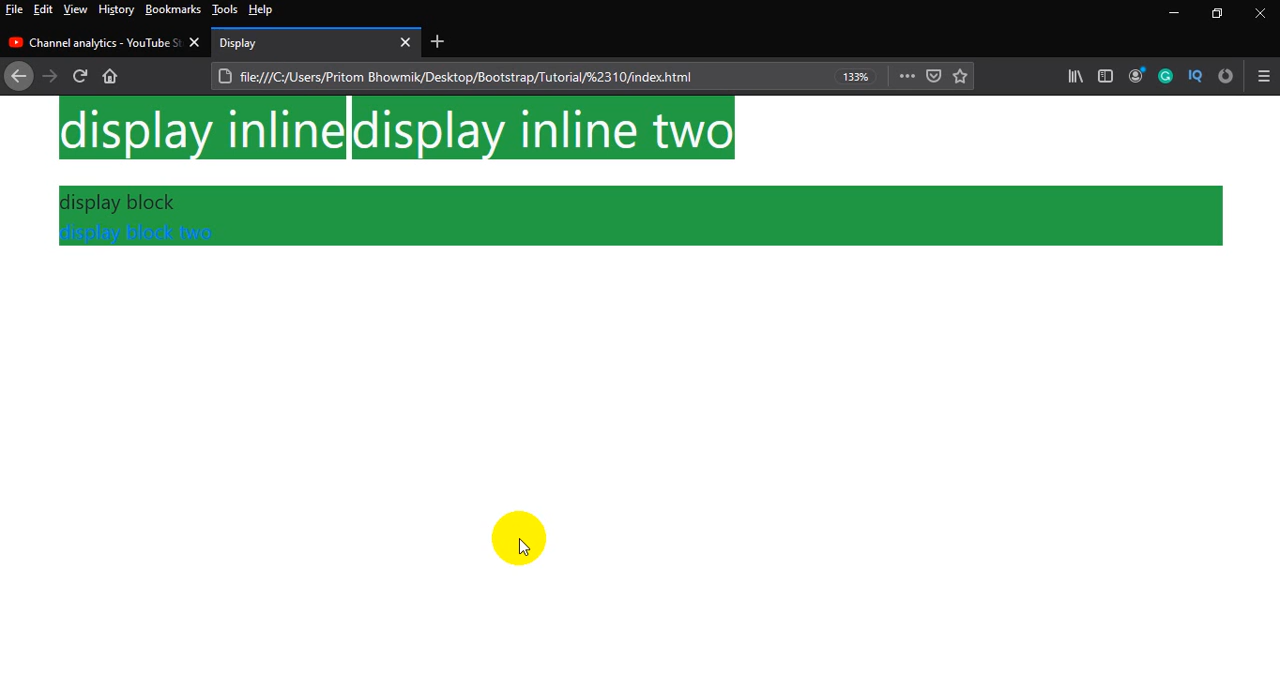 File Edit View History Bookmarks Tools Help
Channel analytics - YouTube St
Display
file:///C:/Users/Pritom Bhowmik/Desktop/Bootstrap/Tutorial/%2310/index.html 133%
IQ
display inline display inline two
display block
display block two